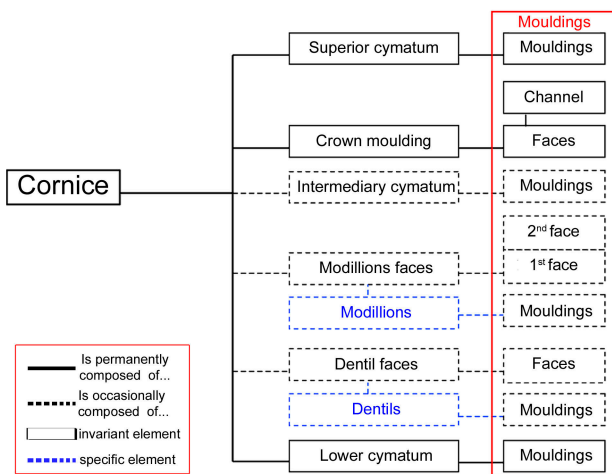 Mouldings
Superior cymatum
Mouldings
Channel
Crown moulding
Faces
Cornice
Intermediary cymatum
Mouldings
2nd face
Modillions faces
1st face
Modillions
Mouldings
Dentil faces
Faces
Dentils
Mouldings
Lower cymatum
Mouldings
Is permanently
composed of...
Is occasionally
composed of...
invariant element
specific element